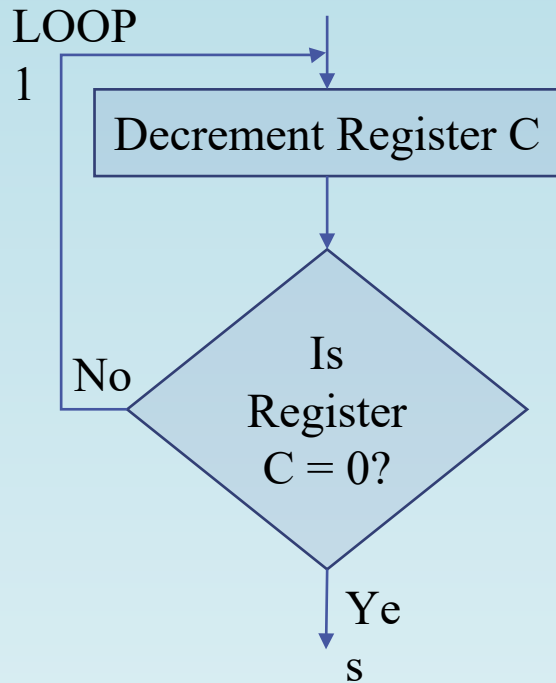 LOOP
1
Decrement Register C
No
Is
Register
C = 0?
Ye
s